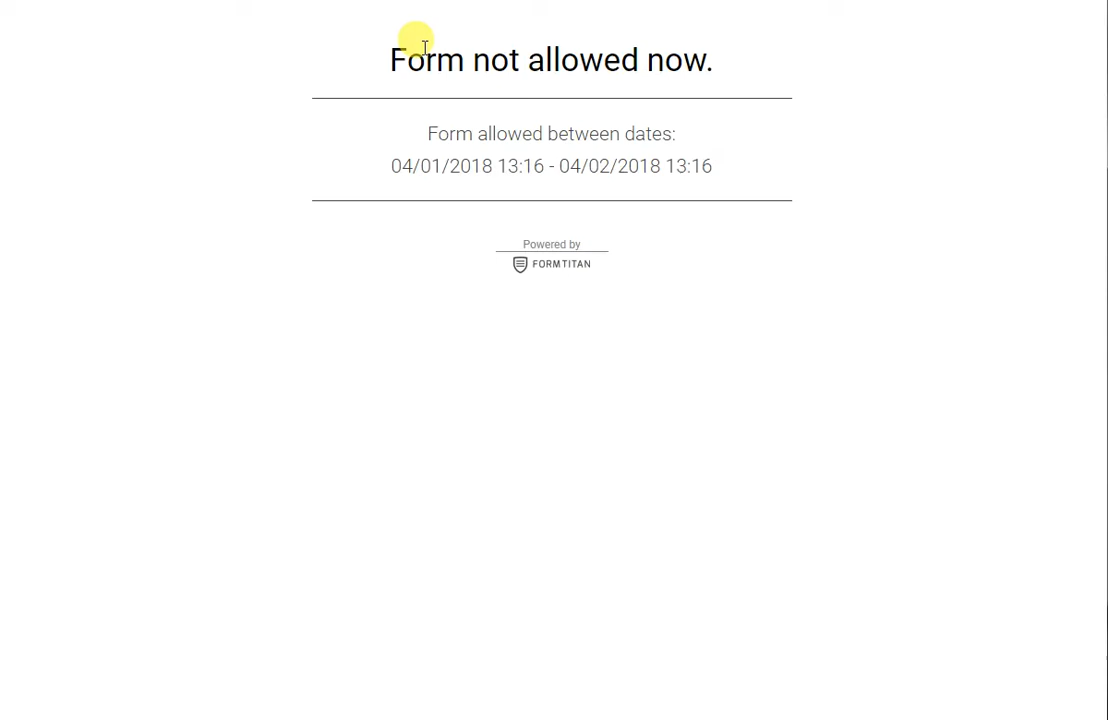 Form not allowed now.
Form allowed between dates:
04/01/2018 13:16 - 04/02/2018 13:16
Powered by
FORMTITAN